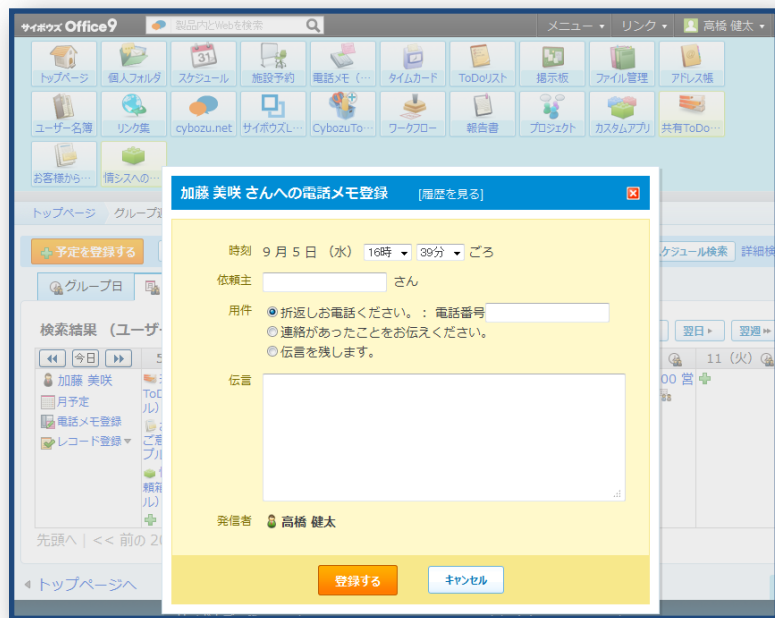 サイボウズ Office9
製品内とWebを検索
メニュー リンク 高橋 健太
トップページ 個人フォルダ スケジュール 施設予約 電話メモ（… タイムカード ToDoリスト 掲示板 ファイル管理 アドレス帳
ユーザー名簿 リンク集 cybozu.net サイボウズL… CybozuTo… ワークフロー 報告書 プロジェクト カスタムアプリ 共有ToDo…
お客様から… 情シスへの…
トップページ グループ
加藤 美咲 さんへの電話メモ登録 [履歴を見る]
予定を登録する
スケジュール検索 詳細検
時刻 9月5日（水） 16時 39分 ごろ
グループ日
依頼主 さん
検索結果 （ユーザ
用件 折返しお電話ください。： 電話番号
連絡があったことをお伝えください。
翌日 翌週
今日
伝言を残します。
11（火）
加藤 美咲
伝言
00 営
月予定
電話メモ登録
レコード登録
発信者 高橋 健太
先頭へ | << 前の 20
登録する キャンセル
トップページへ